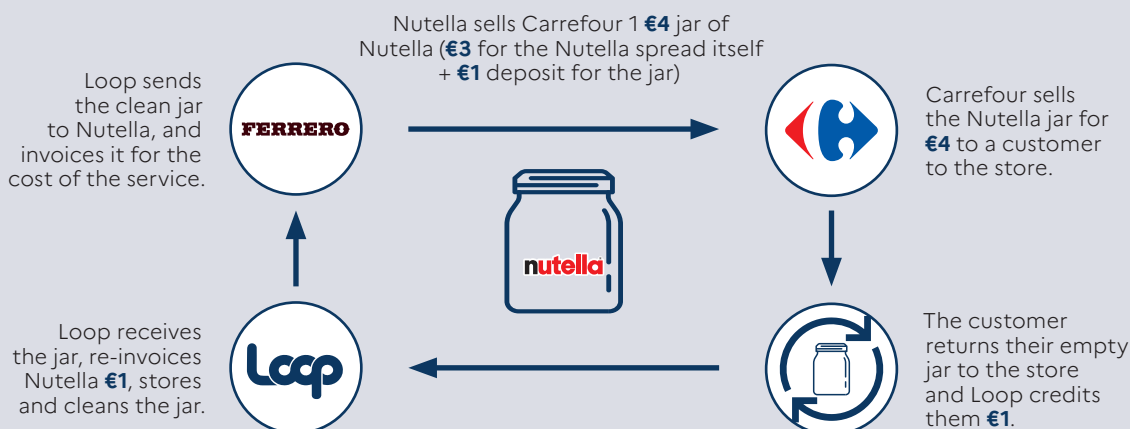 Nutella sells Carrefour 1 €4 jar of
Nutella (€3 for the Nutella spread itself
+ €1 deposit for the jar)
Loop sends
the clean jar
to Nutella, and
invoices it for the
cost of the service.
FERRERO
Carrefour sells
the Nutella jar for
€4 to a customer
to the store.
nutella
Loop receives
the jar, re-invoices
Nutella €1, stores
and cleans the jar.
Loop
The customer
returns their empty
jar to the store
and Loop credits
them €1.